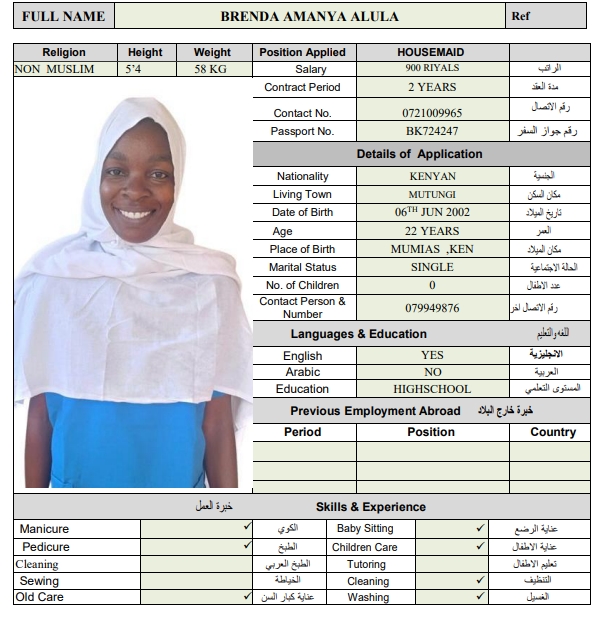 FULL NAME BRENDA AMANYA ALULA Ref
Religion Height Weight Position Applied HOUSEMAID
NON MUSLIM 5’4 58 KG Salary 900 RIYALS الراتب
Contract Period 2 YEARS مدة العقد
Contact No. 0721009965 رقم الاتصال
Passport No. BK724247 رقم جواز السفر
Details of Application
Nationality KENYAN الجنسية
Living Town MUTUNGI مكان السكن
Date of Birth 06TH JUN 2002 تاريخ الميلاد
Age 22 YEARS العمر
Place of Birth MUMIAS ,KEN مكان الميلاد
Marital Status SINGLE الحالة الاجتماعية
No. of Children 0 عدد الاطفال
Contact Person & Number 079949876 رقم الاتصال اخر
Languages & Education اللغه والتعليم
English YES الانجليزية
Arabic NO العربية
Education HIGHSCHOOL المستوى التعلمي
Previous Employment Abroad خبرة خارج البلاد
Period Position Country
خبرة العمل Skills & Experience
Manicure ✓ الكوي Baby Sitting ✓ عناية الرضع
Pedicure ✓ الطبخ Children Care ✓ عناية الاطفال
Cleaning الطبخ العربي Tutoring تعليم الاطفال
Sewing الخياطة Cleaning ✓ التنظيف
Old Care ✓ عناية كبار السن Washing ✓ الغسيل